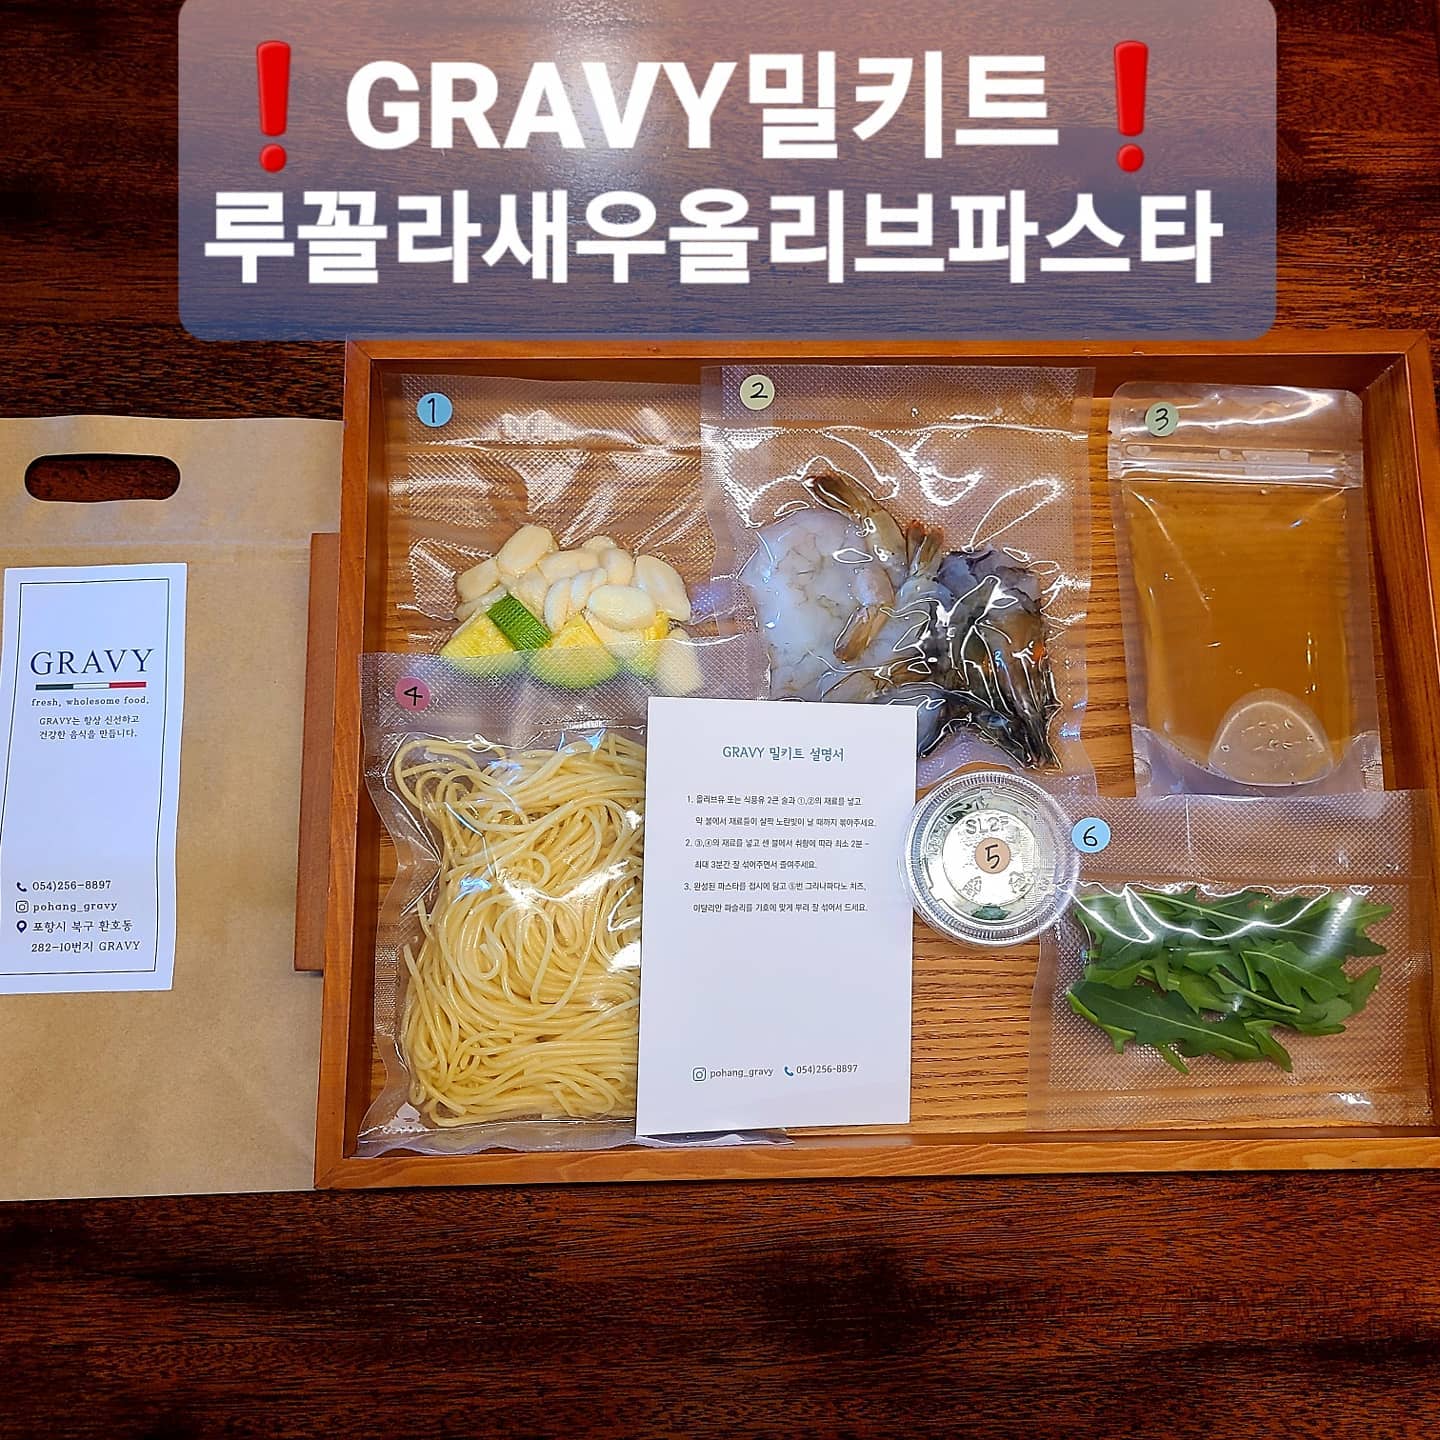 ❗GRAVY밀키트❗
루꼴라새우올리브파스타
1
2
3
4
SL2F
5
6
GRAVY
fresh, wholesome food.
GRAVY는 항상 신선하고
건강한 음식을 만듭니다.
054)256-8897
pohang_gravy
포항시 북구 환호동
282-10번지 GRAVY
GRAVY 밀키트 설명서
1. 올리브유 또는 식용유 2큰 술과 ①,②의 재료를 넣고
약 불에서 재료들이 살짝 노란빛이 날 때까지 볶아주세요.
2. ③,④의 재료를 넣고 센 불에서 취향에 따라 최소 2분 -
최대 3분간 잘 섞어주면서 졸여주세요.
3. 완성된 파스타를 접시에 담고 ⑤번 그라나파다노 치즈,
이탈리안 파슬리를 기호에 맞게 뿌려 잘 섞어서 드세요.
pohang_gravy 054)256-8897